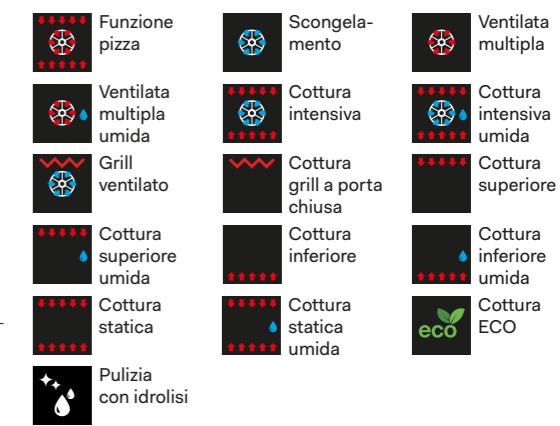 Funzione
pizza
Scongela-
mento
Ventilata
multipla
Ventilata
multipla
umida
Cottura
intensiva
Cottura
intensiva
umida
Grill
ventilato
Cottura
grill a porta
chiusa
Cottura
superiore
Cottura
superiore
umida
Cottura
inferiore
Cottura
inferiore
umida
Cottura
statica
Cottura
statica
umida
eco
Cottura
ECO
Pulizia
con idrolisi